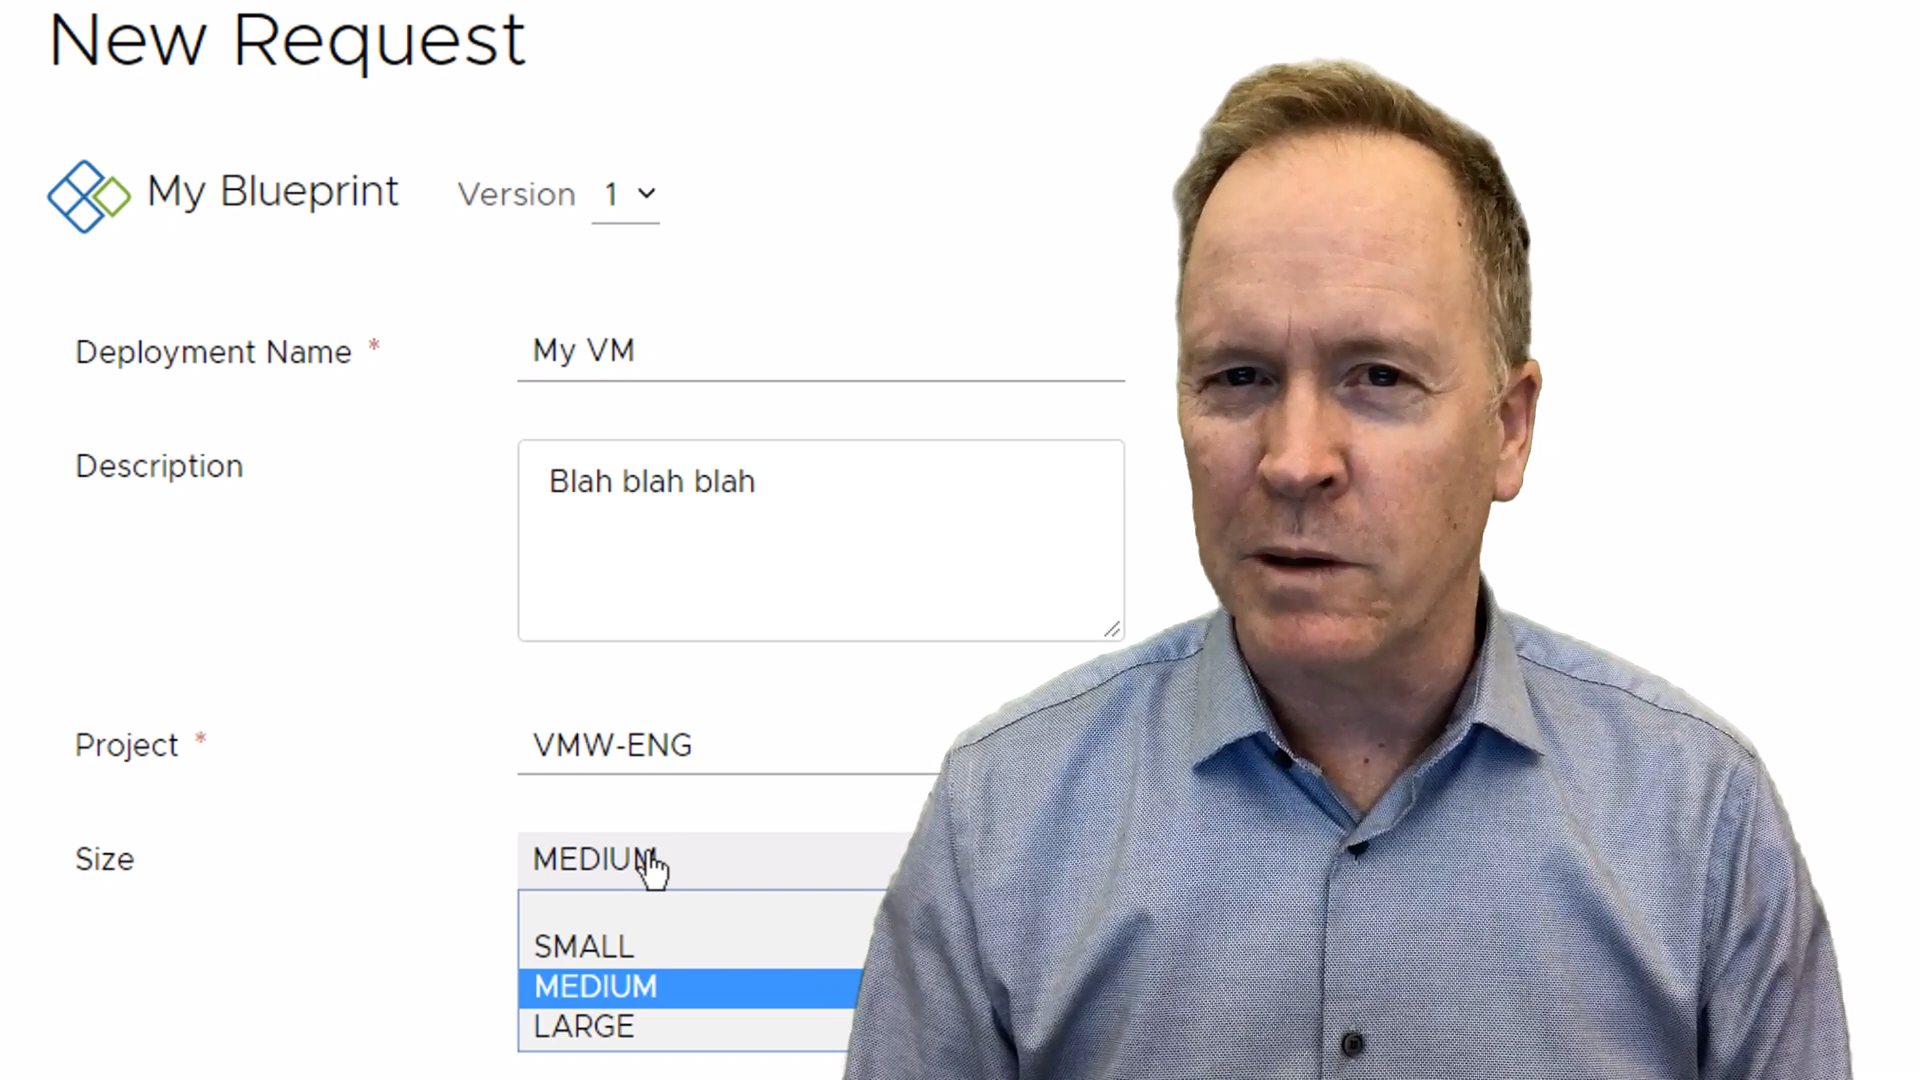 New Request
My Blueprint Version 1
Deployment Name * My VM
Description Blah blah blah
Project * VMW-ENG
Size MEDIUM
SMALL
MEDIUM
LARGE